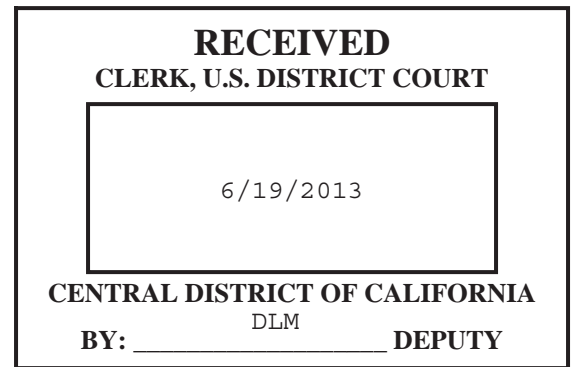 RECEIVED
CLERK, U.S. DISTRICT COURT
6/19/2013
CENTRAL DISTRICT OF CALIFORNIA
BY: ___________________ DEPUTY
DLM